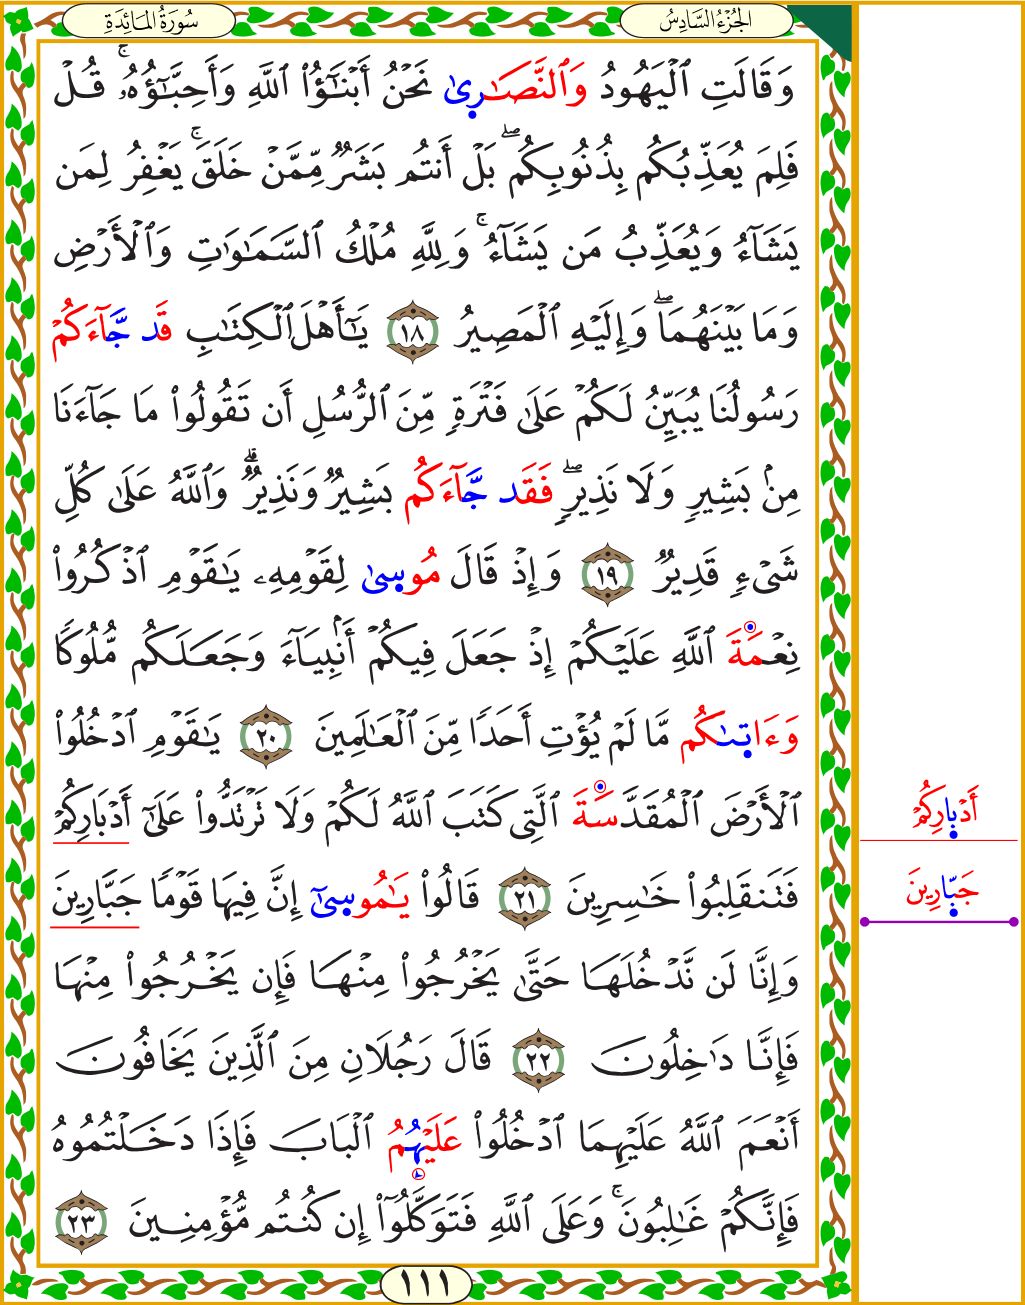 الجُزْءُ السَّادِسُ
سُورَةُ المَائِدَةِ
وَقَالَتِ ٱلْيَهُودُ وَٱلنَّصَـٰرِىٰ نَحْنُ أَبْنَـٰٓؤُا۟ ٱللَّهِ وَأَحِبَّـٰٓؤُهُۥ ۚ قُلْ
فَلِمَ يُعَذِّبُكُم بِذُنُوبِكُم ۖ بَلْ أَنتُم بَشَرٌ مِّمَّنْ خَلَقَ ۚ يَغْفِرُ لِمَن
يَشَآءُ وَيُعَذِّبُ مَن يَشَآءُ ۚ وَلِلَّهِ مُلْكُ ٱلسَّمَـٰوَٰتِ وَٱلْأَرْضِ
وَمَا بَيْنَهُمَا ۖ وَإِلَيْهِ ٱلْمَصِيرُ ١٨ يَـٰٓأَهْلَ ٱلْكِتَـٰبِ قَد جَّآءَكُمْ
رَسُولُنَا يُبَيِّنُ لَكُمْ عَلَىٰ فَتْرَةٍ مِّنَ ٱلرُّسُلِ أَن تَقُولُوا۟ مَا جَآءَنَا
مِنۢ بَشِيرٍ وَلَا نَذِيرٍ ۖ فَقَد جَّآءَكُم بَشِيرٌ وَنَذِيرٌ ۗ وَٱللَّهُ عَلَىٰ كُلِّ
شَىْءٍ قَدِيرٌ ١٩ وَإِذْ قَالَ مُوسِىٰ لِقَوْمِهِۦ يَـٰقَوْمِ ٱذْكُرُوا۟
نِعْمَةَ ٱللَّهِ عَلَيْكُمْ إِذْ جَعَلَ فِيكُمْ أَنۢبِيَآءَ وَجَعَلَكُم مُّلُوكًا
وَءَاتِىٰكُم مَّا لَمْ يُؤْتِ أَحَدًا مِّنَ ٱلْعَـٰلَمِينَ ٢٠ يَـٰقَوْمِ ٱدْخُلُوا۟
ٱلْأَرْضَ ٱلْمُقَدَّسَةَ ٱلَّتِى كَتَبَ ٱللَّهُ لَكُمْ وَلَا تَرْتَدُّوا۟ عَلَىٰٓ أَدْبَارِكُمْ
أَدْبِارِكُمْ
فَتَنقَلِبُوا۟ خَـٰسِرِينَ ٢١ قَالُوا۟ يَـٰمُوسِىٰٓ إِنَّ فِيهَا قَوْمًا جَبَّارِينَ
جَبِّارِينَ
وَإِنَّا لَن نَّدْخُلَهَا حَتَّىٰ يَخْرُجُوا۟ مِنْهَا فَإِن يَخْرُجُوا۟ مِنْهَا
فَإِنَّا دَٰخِلُونَ ٢٢ قَالَ رَجُلَانِ مِنَ ٱلَّذِينَ يَخَافُونَ
أَنْعَمَ ٱللَّهُ عَلَيْهِمَا ٱدْخُلُوا۟ عَلَيْهُمُ ٱلْبَابَ فَإِذَا دَخَلْتُمُوهُ
فَإِنَّكُمْ غَـٰلِبُونَ ۚ وَعَلَى ٱللَّهِ فَتَوَكَّلُوٓا۟ إِن كُنتُم مُّؤْمِنِينَ ٢٣
١١١